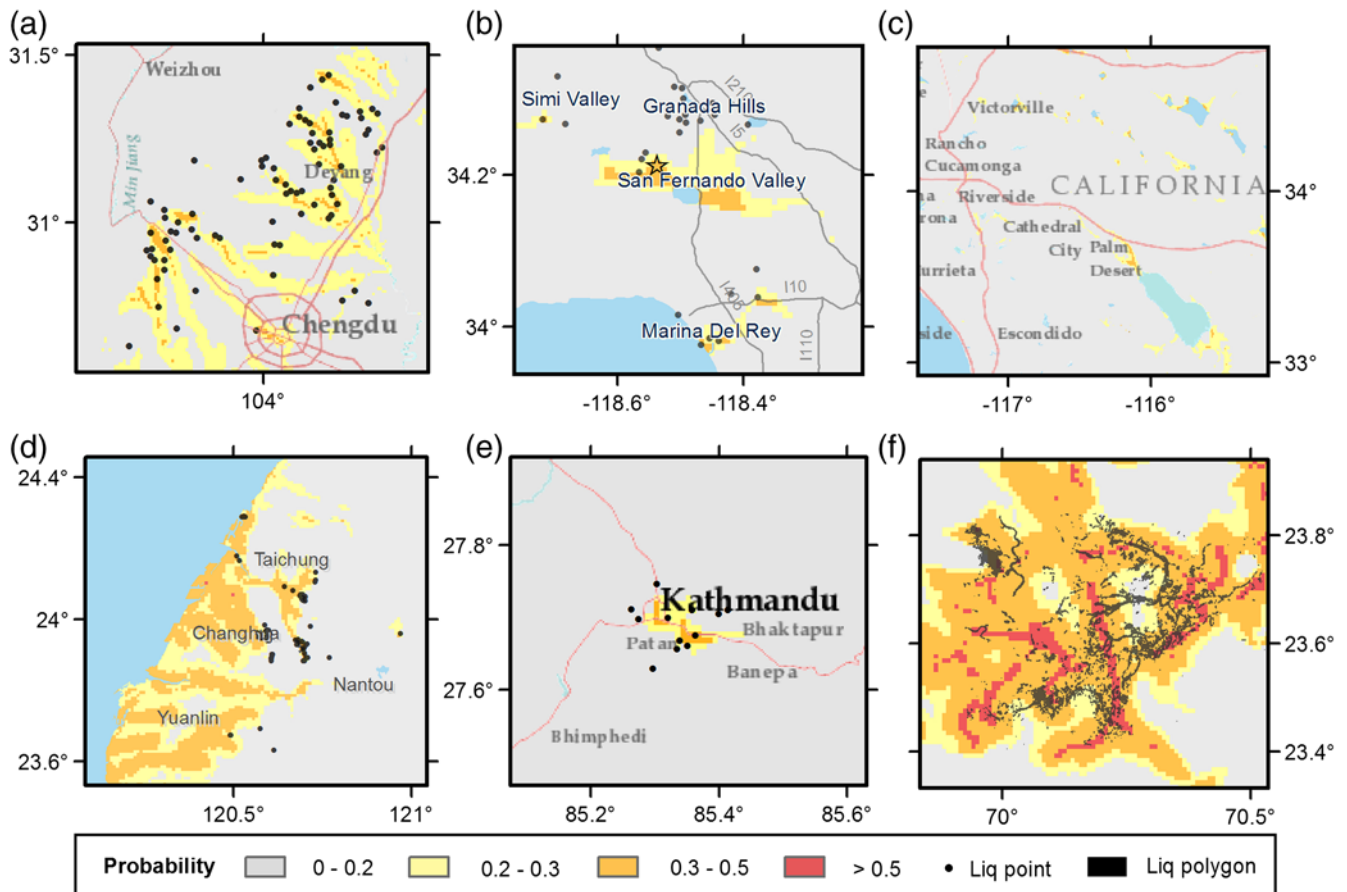 (a)
31.5°
31°
104°
Weizhou
Min Jiang
Deyang
Chengdu
(b)
34.2°
34°
-118.6°
-118.4°
Simi Valley
Granada Hills
I210
I5
San Fernando Valley
I10
Marina Del Rey
I110
(c)
Victorville
Rancho
Cucamonga
CALIFORNIA
34°
Riverside
rona
Cathedral
City
Palm
Desert
urrieta
side
Escondido
33°
-117°
-116°
(d)
24.4°
24°
23.6°
120.5°
121°
Taichung
Nantou
Yuanlin
(e)
27.8°
27.6°
85.2°
85.4°
85.6°
Kathmandu
Bhaktapur
Banepa
Bhimphedi
(f)
23.8°
23.6°
23.4°
70°
70.5°
Probability
0 - 0.2
0.2 - 0.3
0.3 - 0.5
> 0.5
Liq point
Liq polygon